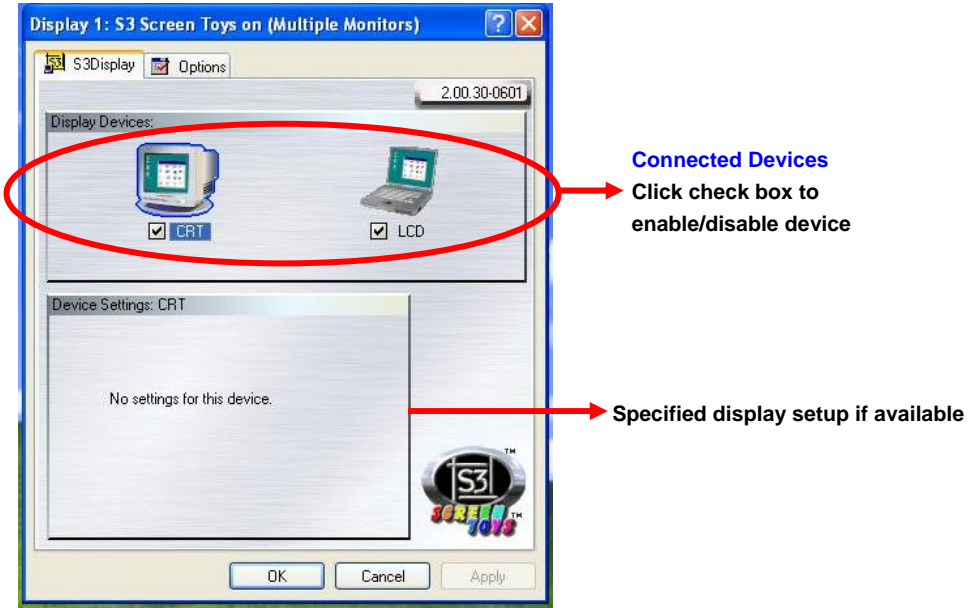 Display 1: S3 Screen Toys on (Multiple Monitors)
S3Display
Options
2.00.30-0601
Display Devices:
CRT
LCD
Connected Devices
Click check box to
enable/disable device
Device Settings: CRT
No settings for this device.
Specified display setup if available
S3
TM
SCREEN
TOYS
TM
OK
Cancel
Apply